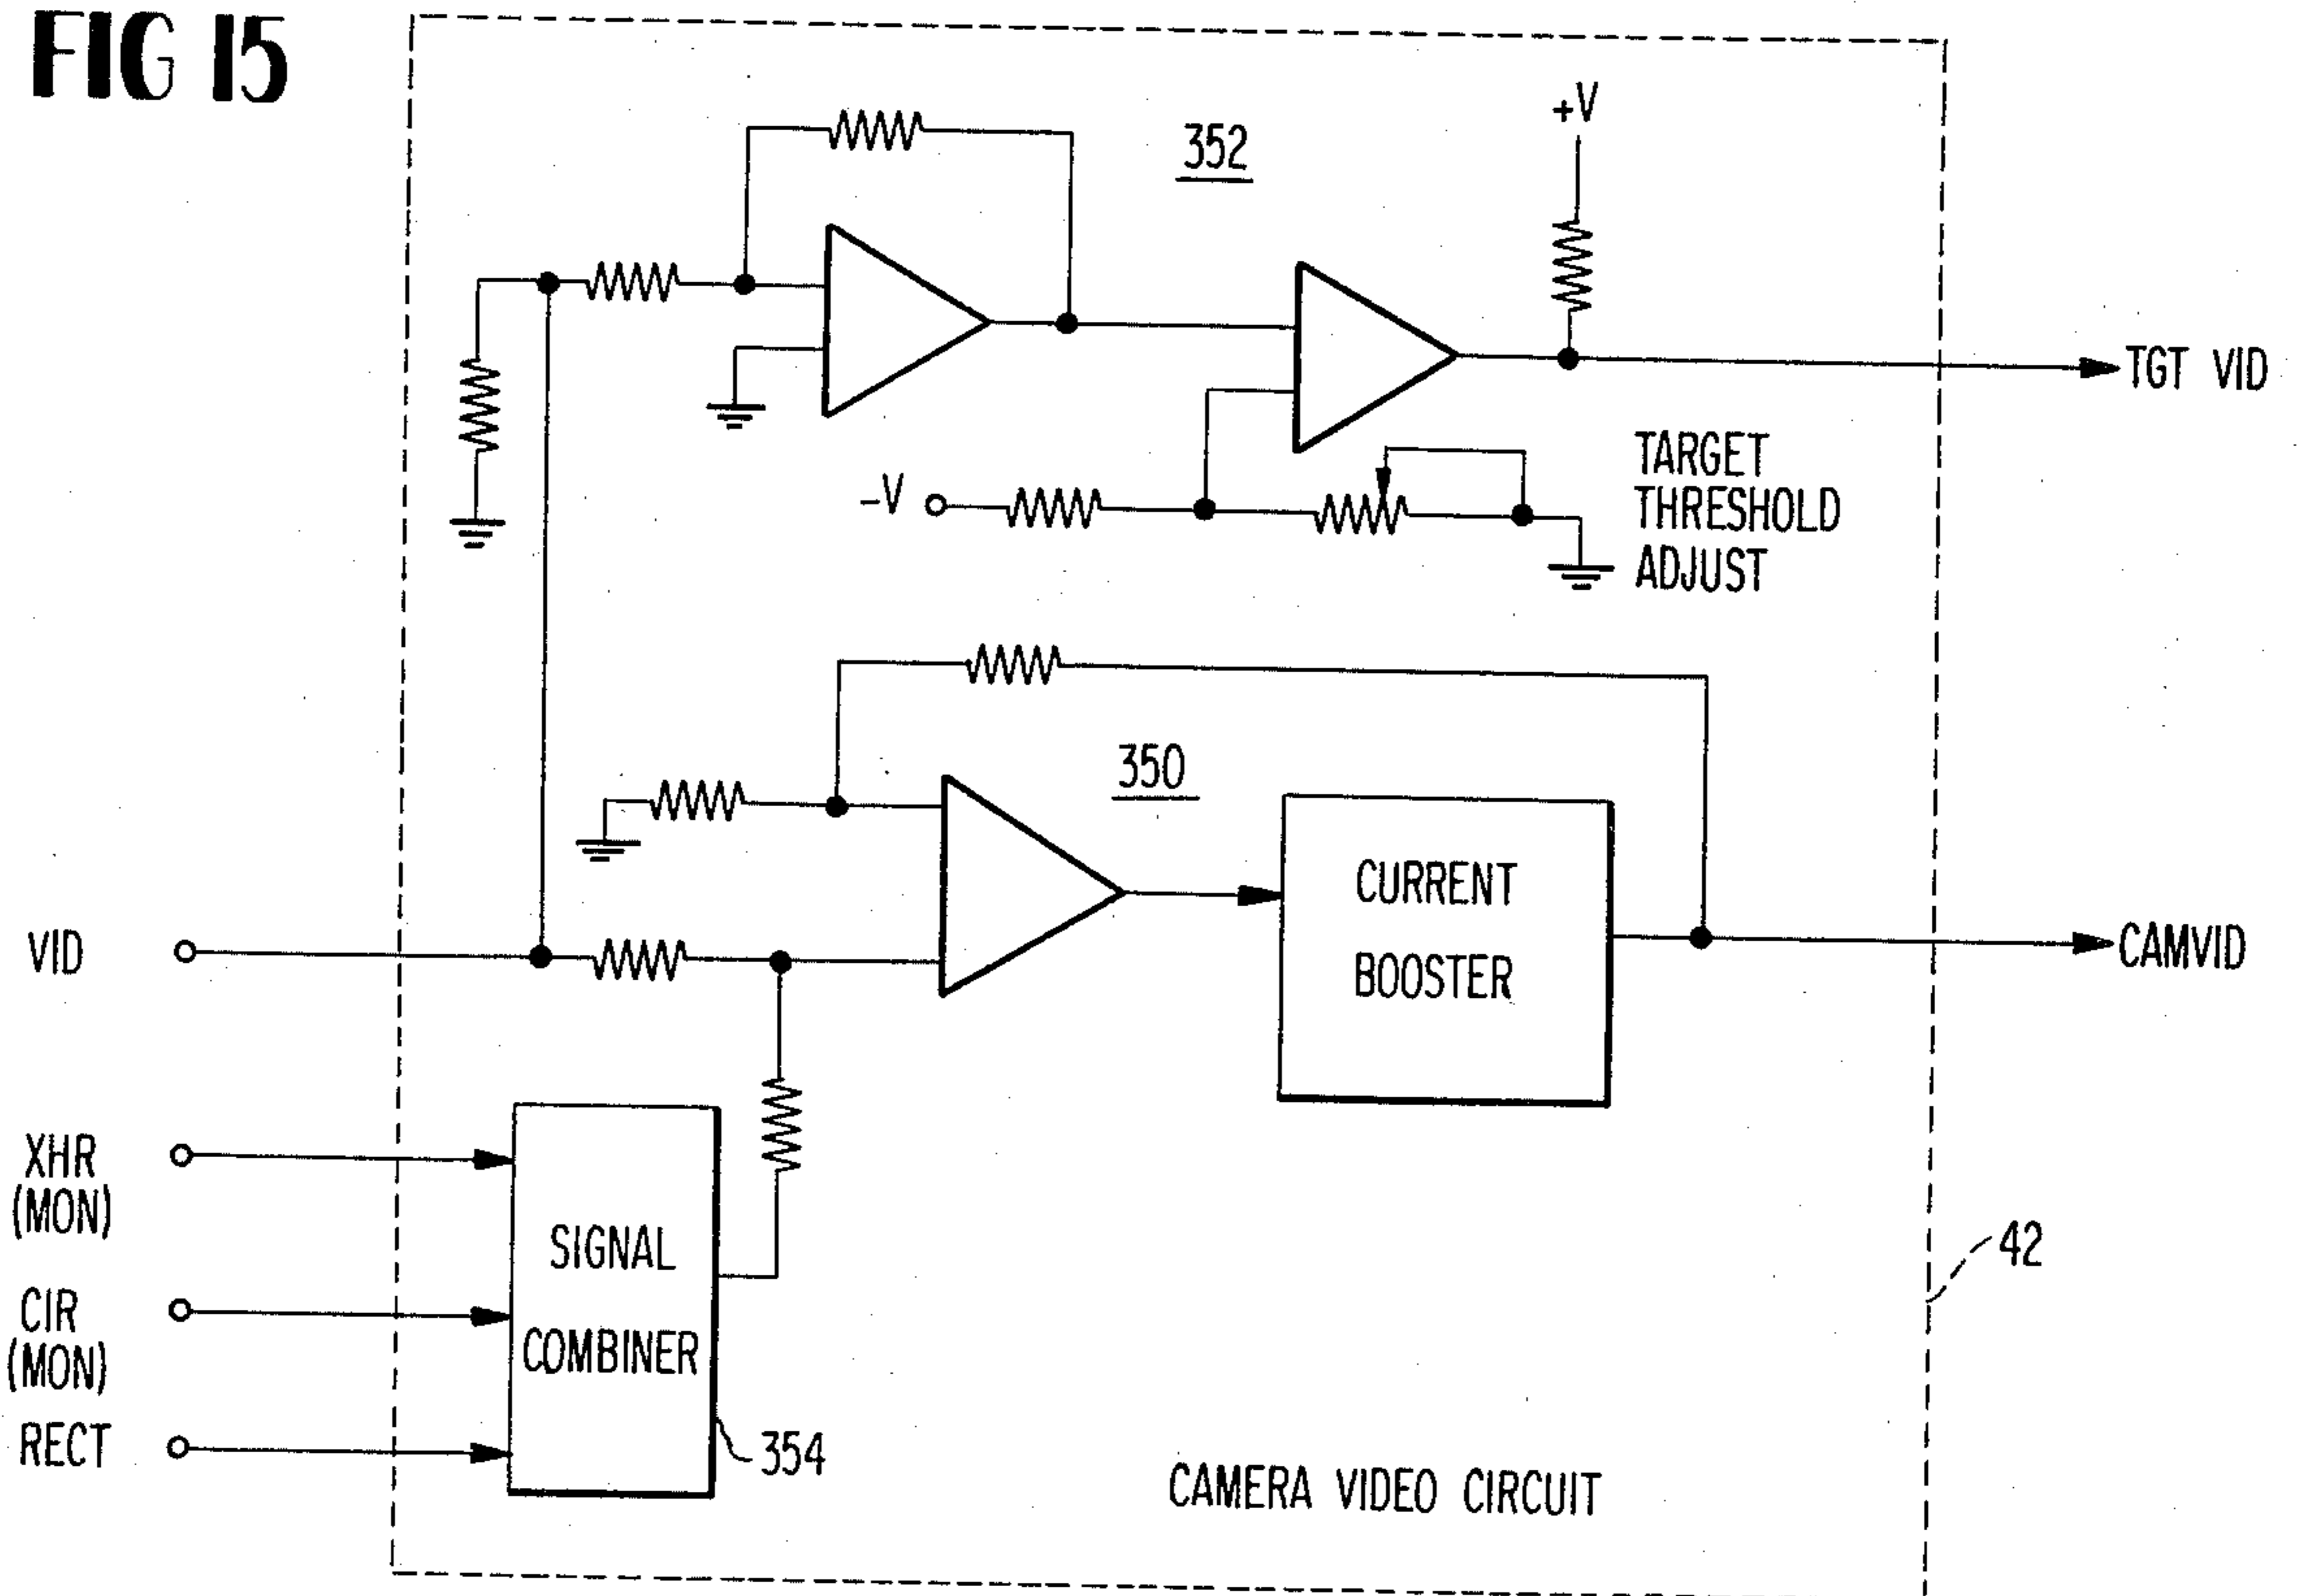 FIG 15
352
+V
TGT VID
-V
TARGET
THRESHOLD
ADJUST
350
CURRENT
BOOSTER
VID
CAMVID
XHR
(MON)
SIGNAL
COMBINER
42
CIR
(MON)
RECT
354
CAMERA VIDEO CIRCUIT